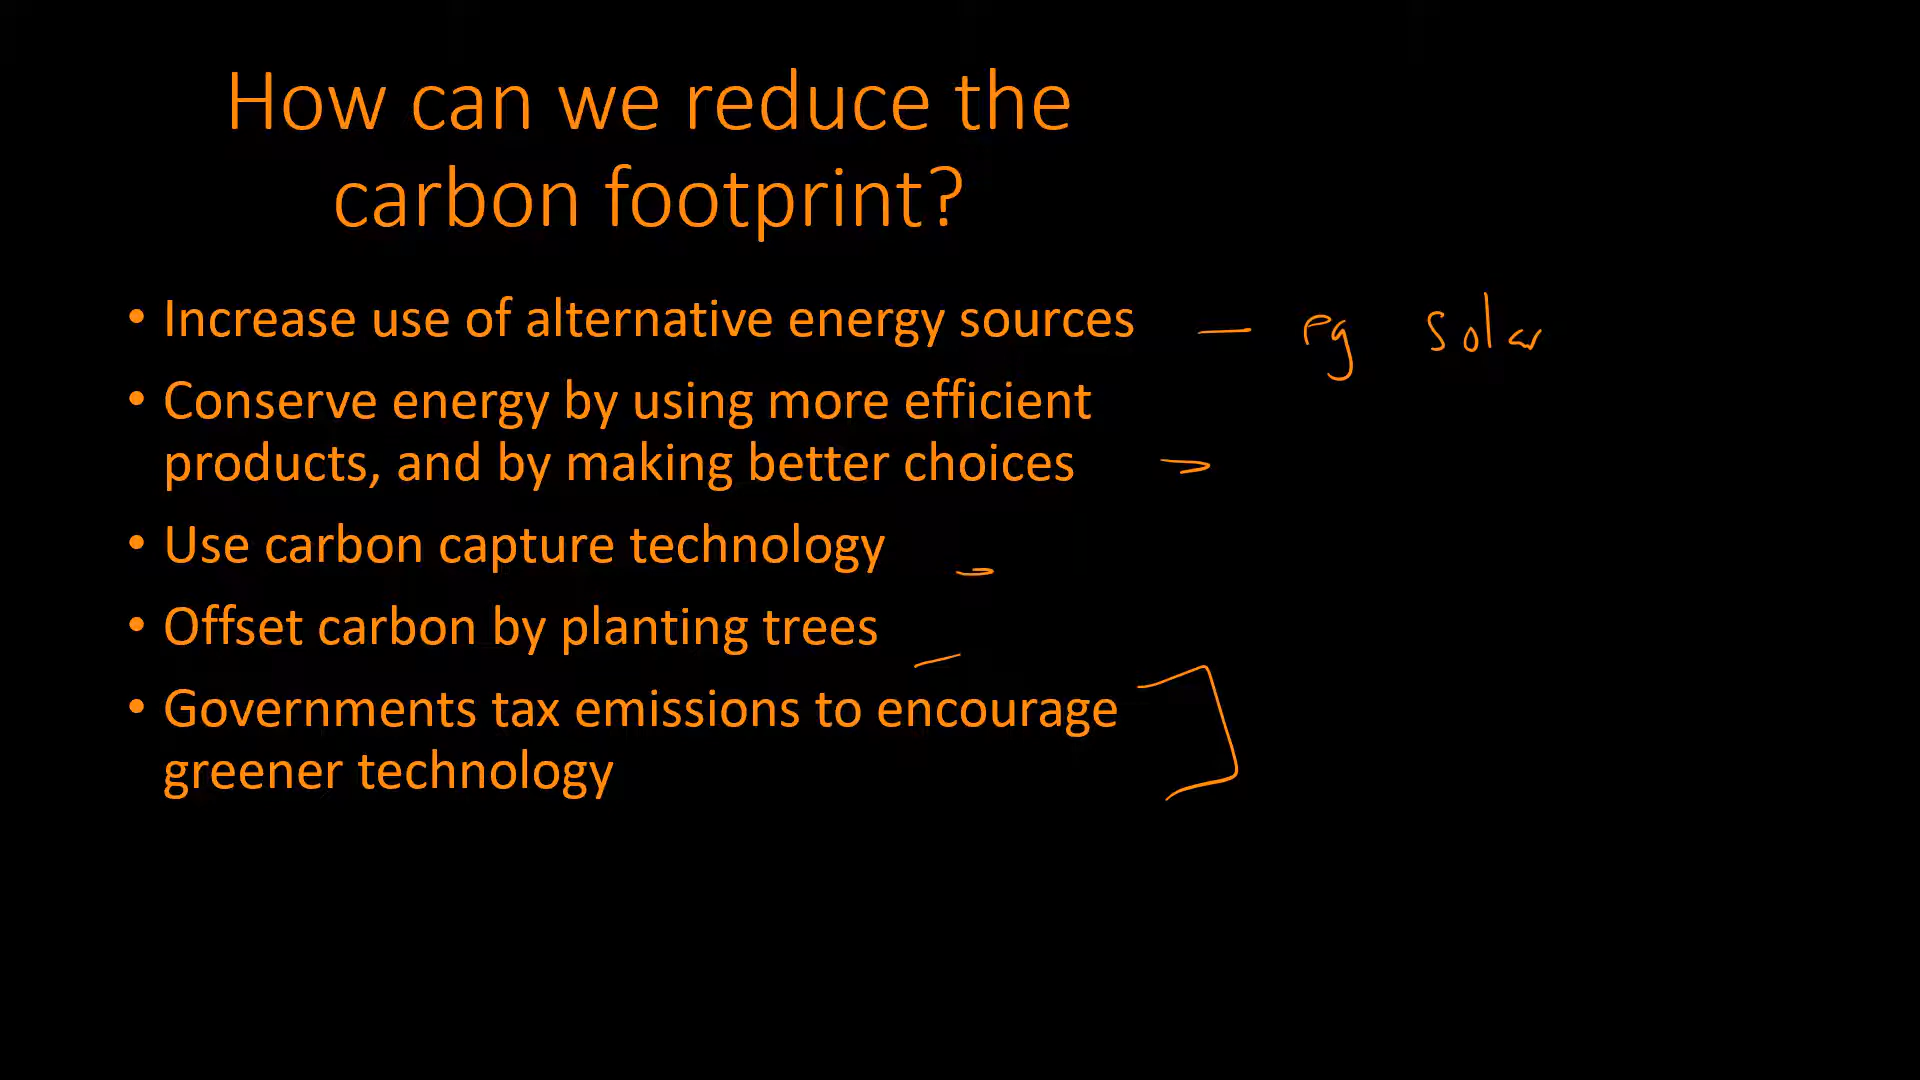 How can we reduce the
carbon footprint?
• Increase use of alternative energy sources — eg solar
• Conserve energy by using more efficient
products, and by making better choices
• Use carbon capture technology
• Offset carbon by planting trees
• Governments tax emissions to encourage
greener technology